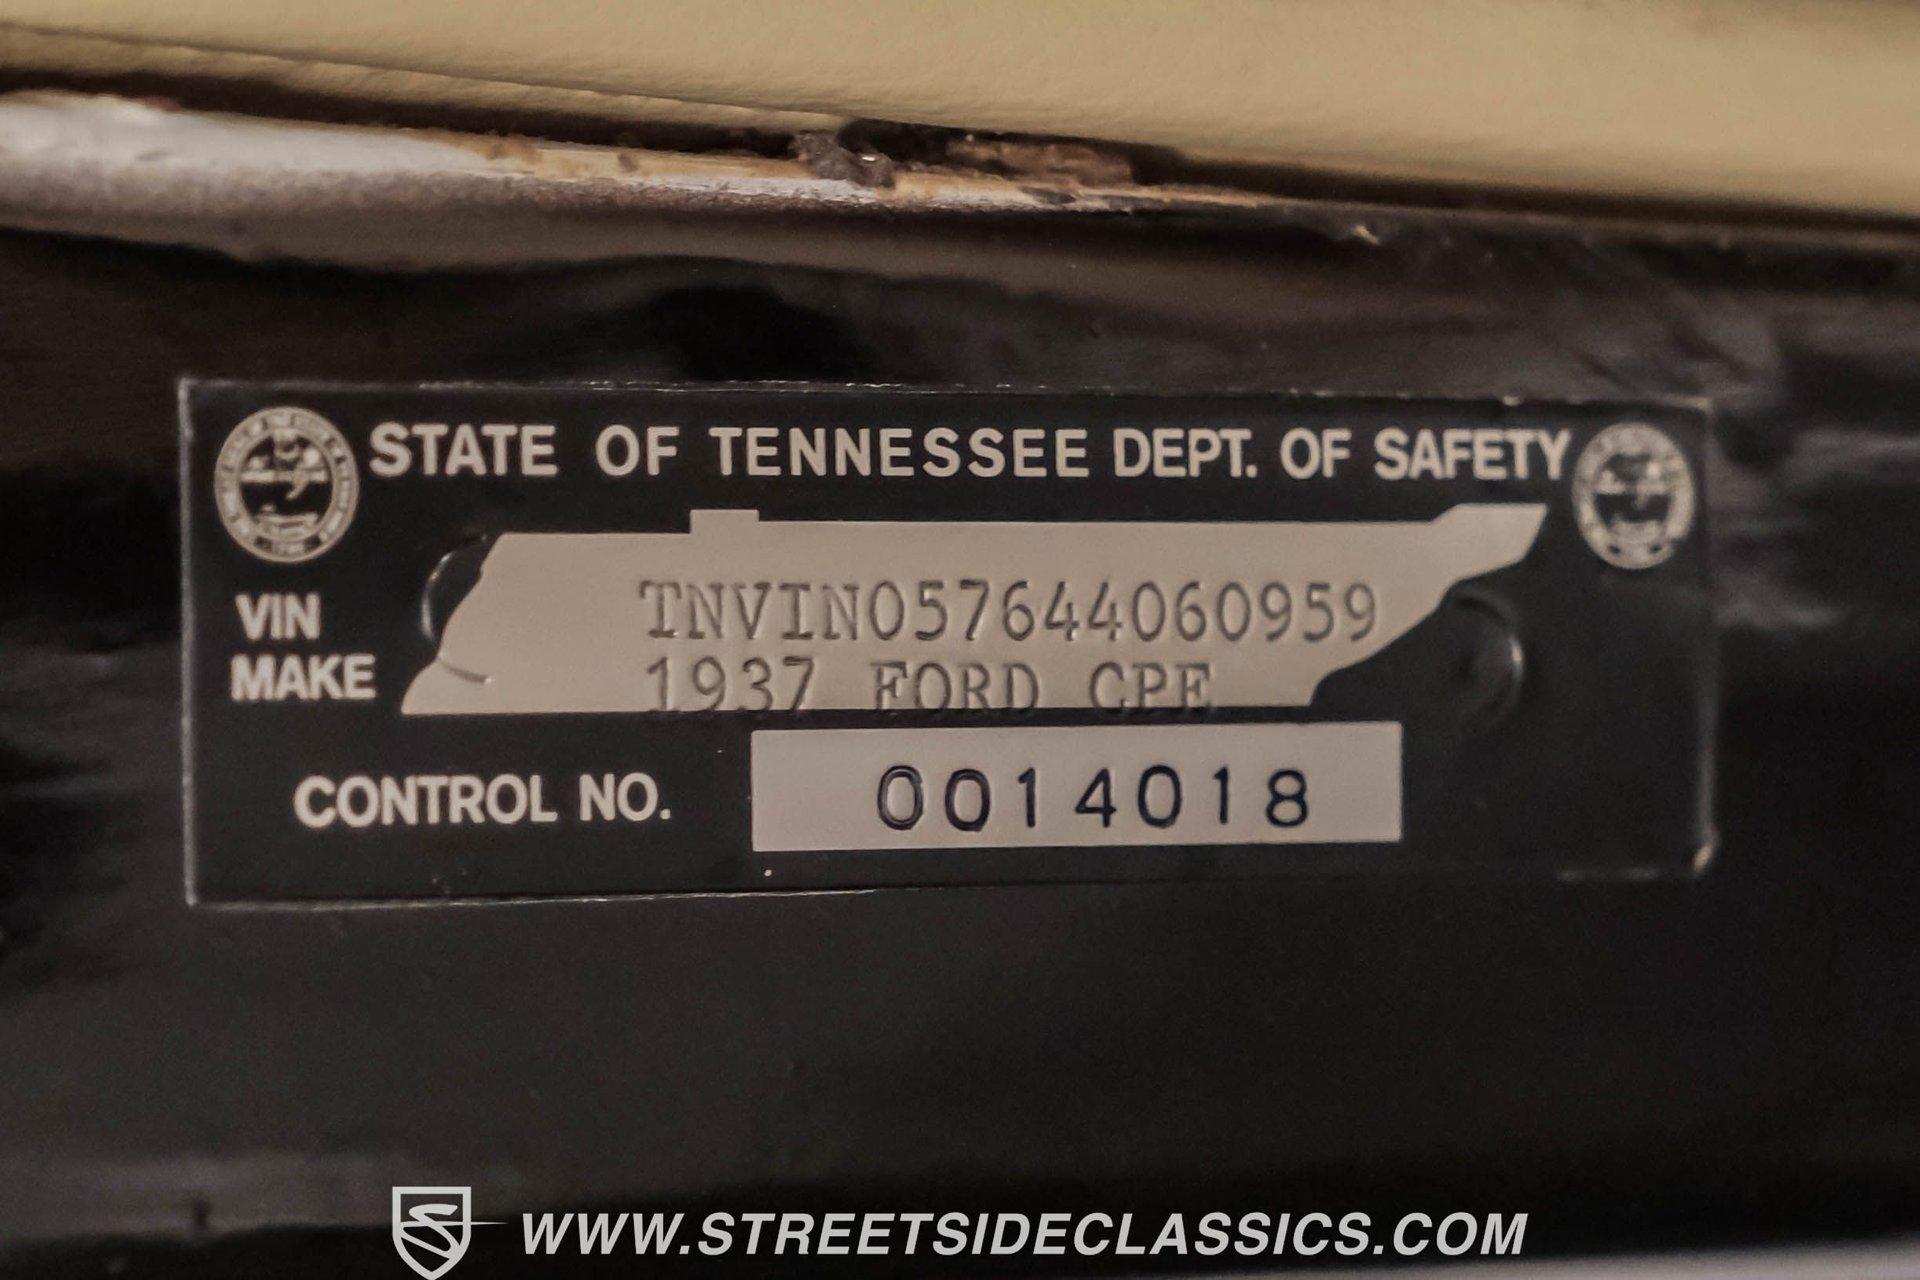 STATE OF TENNESSEE DEPT. OF SAFETY
VIN TNVIN057644060959
MAKE 1937 FORD CPE
CONTROL NO. 0014018
WWW.STREETSIDECLASSICS.COM